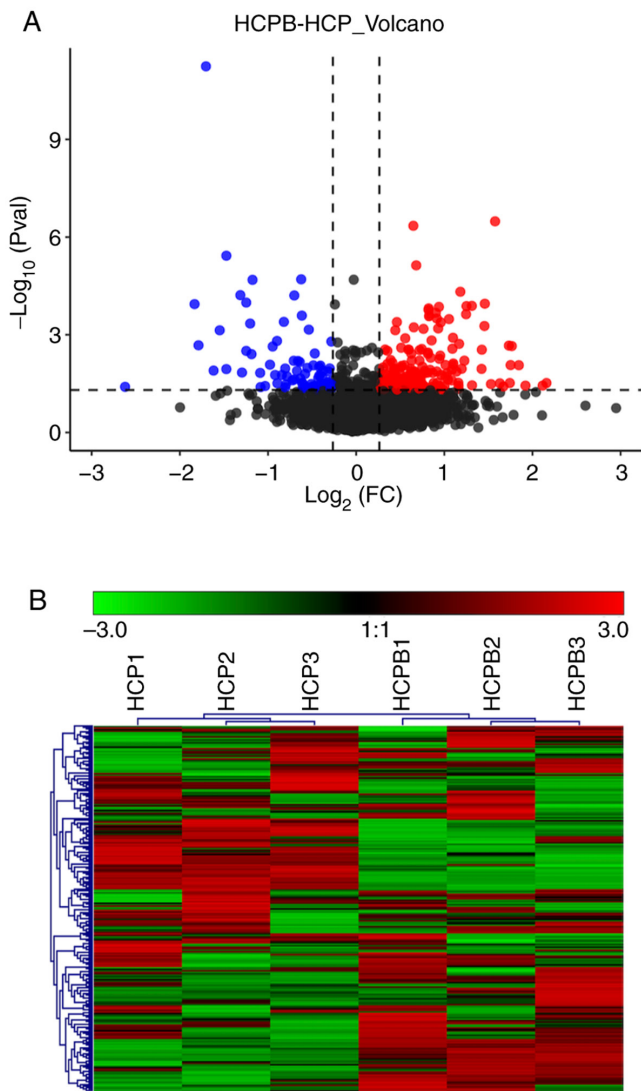 A
HCPB-HCP_Volcano
9
6
3
0
−Log₁₀ (Pval)
−3 −2 −1 0 1 2 3
Log₂ (FC)
B
−3.0 1:1 3.0
HCP1 HCP2 HCP3 HCPB1 HCPB2 HCPB3